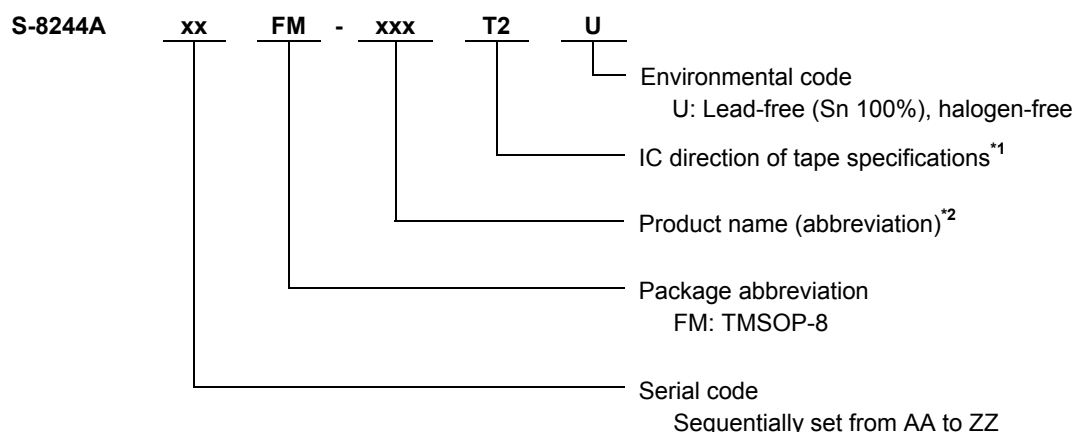 S-8244A xx FM - xxx T2 U
Environmental code
U: Lead-free (Sn 100%), halogen-free
IC direction of tape specifications*1
Product name (abbreviation)*2
Package abbreviation
FM: TMSOP-8
Serial code
Sequentially set from AA to ZZ